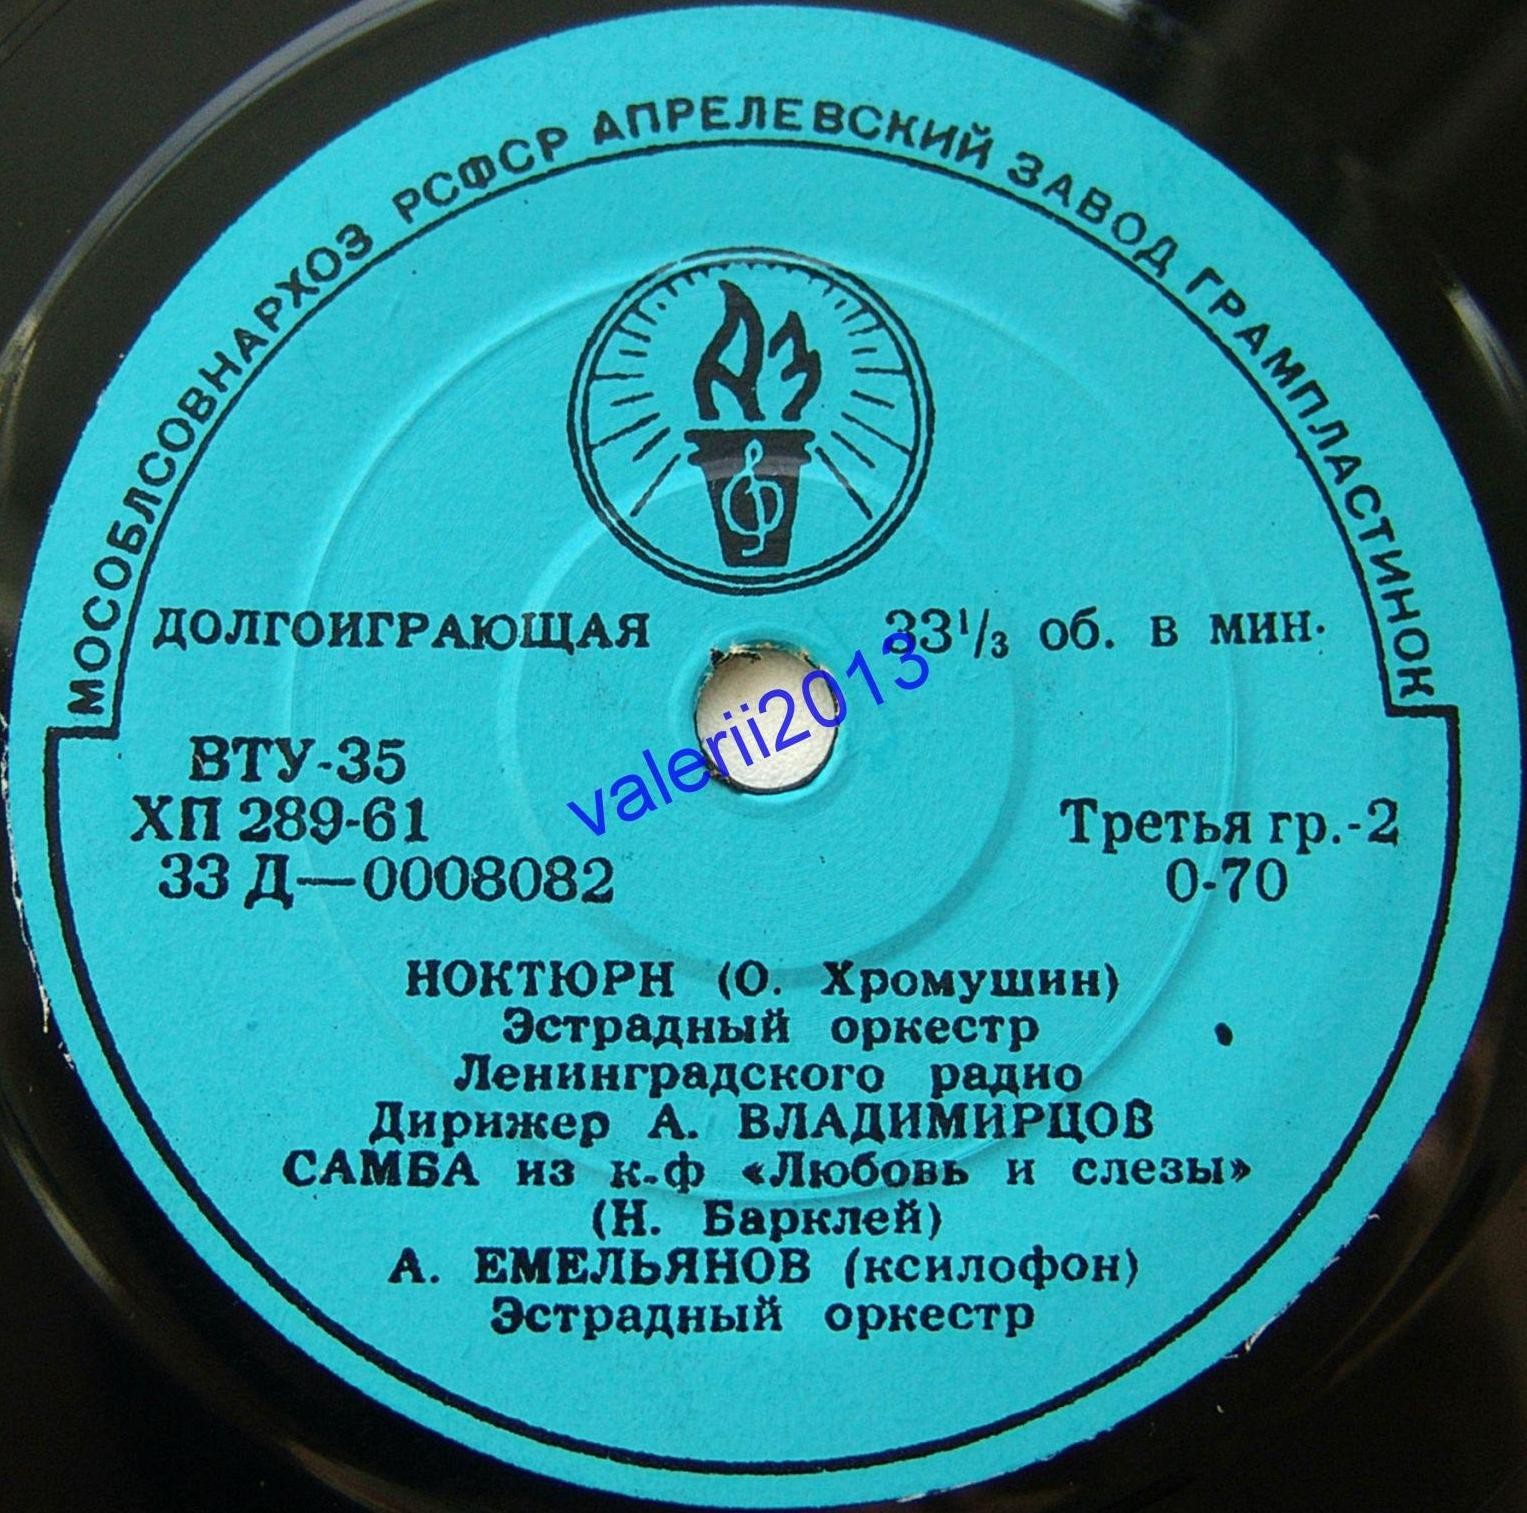 МОСОБЛСОВНАРХОЗ РСФСР АПРЕЛЕВСКИЙ ЗАВОД ГРАМПЛАСТИНОК
АЗ
ДОЛГОИГРАЮЩАЯ 33 1/3 об. в мин.
valerii2013
ВТУ-35
ХП 289-61
33 Д—0008082
Третья гр.-2
0-70
НОКТЮРН (О. Хромушин)
Эстрадный оркестр
Ленинградского радио
Дирижер А. ВЛАДИМИРЦОВ
САМБА из к-ф «Любовь и слезы»
(Н. Барклей)
А. ЕМЕЛЬЯНОВ (ксилофон)
Эстрадный оркестр